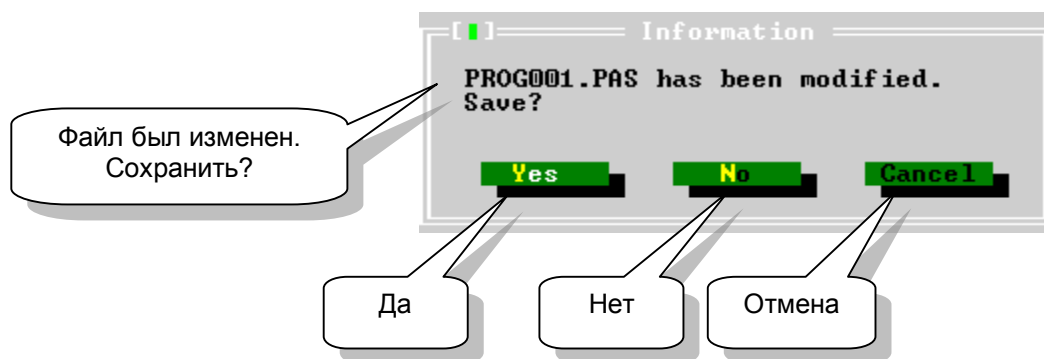 [ ] Information
PROG001.PAS has been modified.
Save?
Файл был изменен.
Сохранить?
Yes No Cancel
Да Нет Отмена